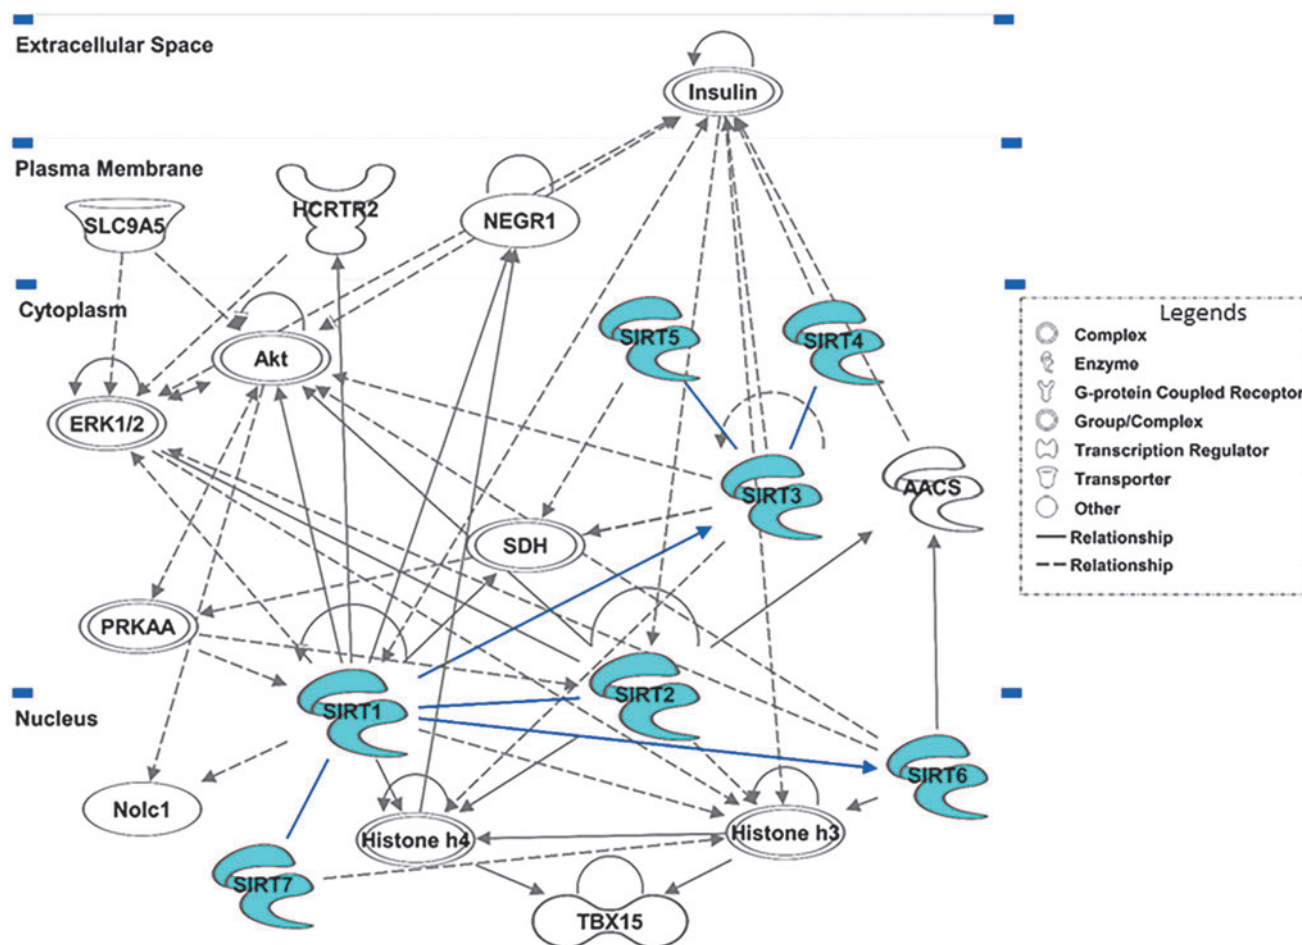 Extracellular Space
Insulin
Plasma Membrane
SLC9A5
HCRTR2
NEGR1
Cytoplasm
Akt
SIRT5
SIRT4
ERK1/2
SIRT3
AACS
SDH
PRKAA
Nucleus
SIRT1
SIRT2
SIRT6
Nolc1
Histone h4
Histone h3
SIRT7
TBX15
Legends
Complex
Enzyme
G-protein Coupled Receptor
Group/Complex
Transcription Regulator
Transporter
Other
Relationship
Relationship